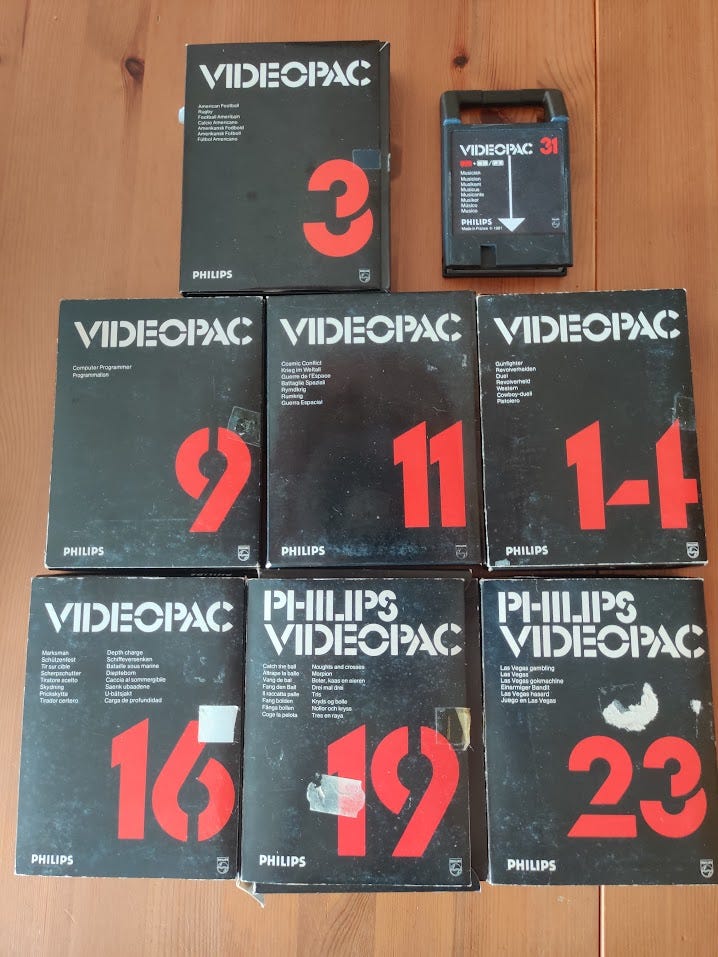 VIDEOPAC
American Football
Rugby
Football Américain
Calcio Americano
Amerikansk Fodbold
Amerikansk Fotboll
Fútbol Americano
3
PHILIPS
VIDEOPAC 31
Musician
Musicien
Musikant
Musicus
Musicante
Musiker
Músico
Musico
PHILIPS
Made in France © 1981
VIDEOPAC
Computer Programmer
Programmation
9
PHILIPS
VIDEOPAC
Cosmic Conflict
Krieg im Weltall
Guerre de l'Espace
Battaglie Spaziali
Rymdkrig
Rumkrig
Guerra Espacial
11
PHILIPS
VIDEOPAC
Gunfighter
Revolverhelden
Duel
Revolverheld
Western
Cowboy-duell
Pistolero
14
PHILIPS
VIDEOPAC
Marksman
Schützenfest
Tir sur cible
Scherpschutter
Tiratore scelto
Skydning
Prickskytte
Tirador certero
Depth charge
Schiffeversenken
Bataille sous marine
Dieptebom
Caccia al sommergibile
Saenk ubaadene
U-båtsjakt
Carga de profundidad
16
PHILIPS
PHILIPS
VIDEOPAC
Catch the ball
Attrape la balle
Vang de bal
Fang den Ball
Il raccatta palle
Fang bolden
Fånga bollen
Coge la pelota
Noughts and crosses
Morpion
Boter, kaas en eieren
Drei mal drei
Tris
Kryds og bolle
Nollor och kryss
Tres en raya
19
PHILIPS
PHILIPS
VIDEOPAC
Las Vegas gambling
Las Vegas
Las Vegas gokmachine
Einarmiger Bandit
Las Vegas hasard
Juego en Las Vegas
23
PHILIPS